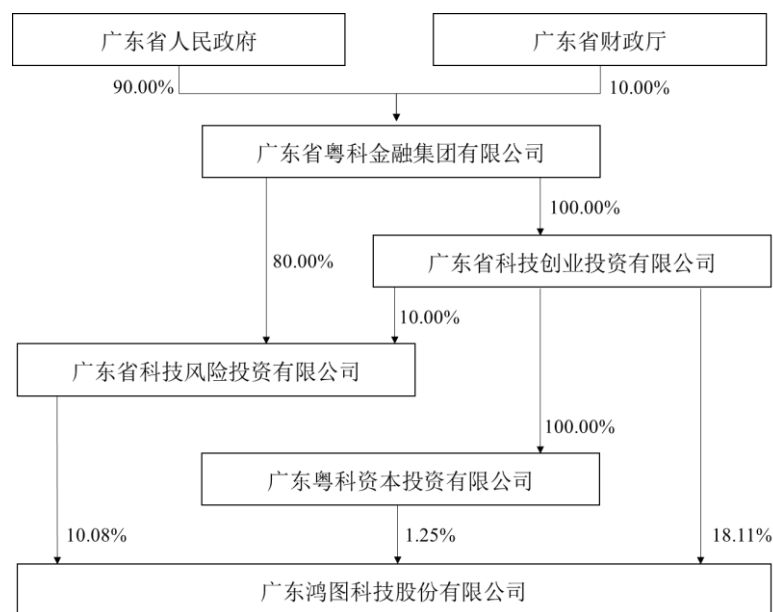 广东省人民政府
广东省财政厅
90.00%
10.00%
广东省粤科金融集团有限公司
100.00%
广东省科技创业投资有限公司
80.00%
10.00%
广东省科技风险投资有限公司
100.00%
广东粤科资本投资有限公司
10.08%
1.25%
18.11%
广东鸿图科技股份有限公司